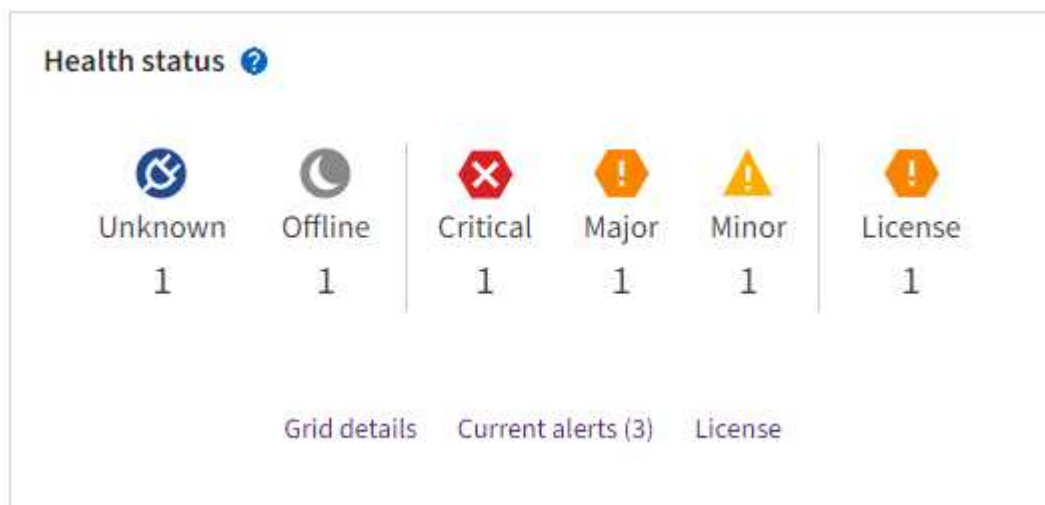 Health status ?
Unknown Offline Critical Major Minor License
1 1 1 1 1 1
Grid details Current alerts (3) License